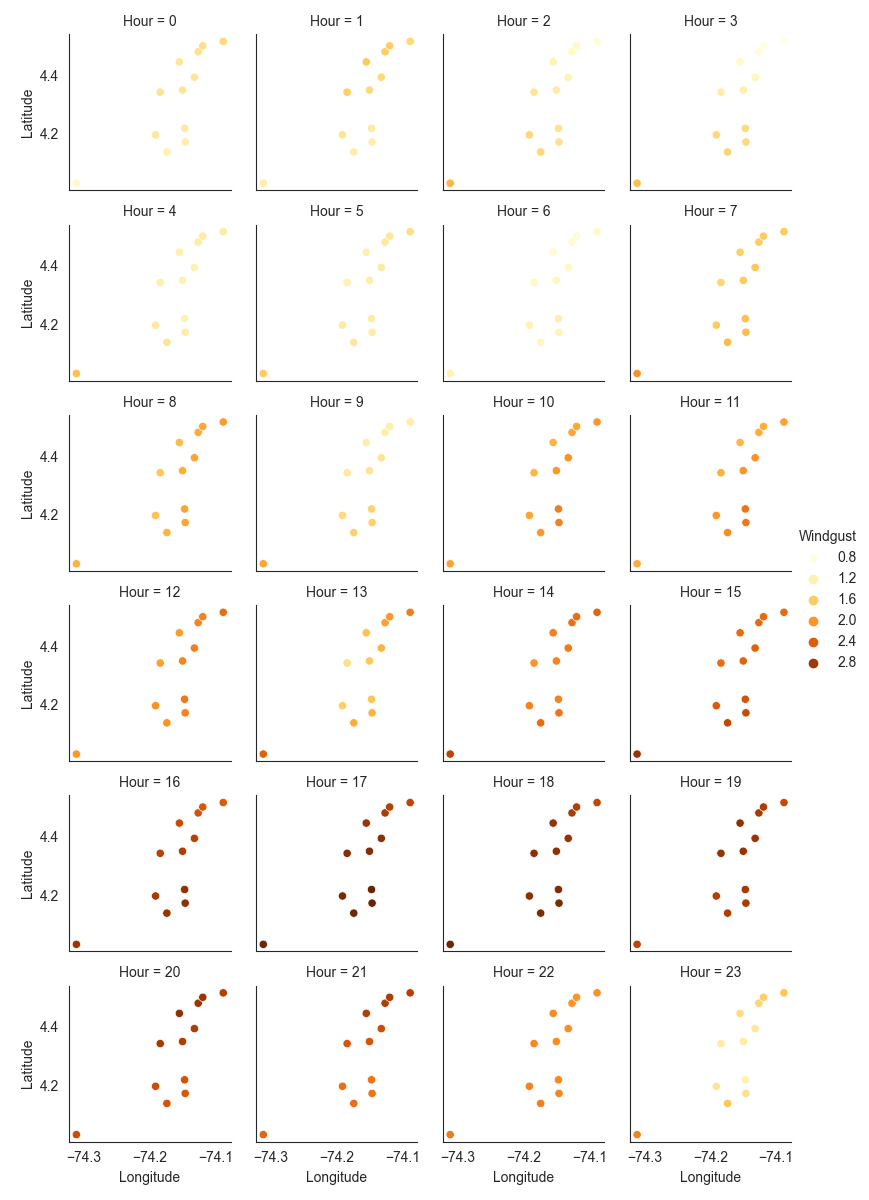 Hour = 0
Hour = 1
Hour = 2
Hour = 3
Latitude
4.4
4.2
Hour = 4
Hour = 5
Hour = 6
Hour = 7
Latitude
4.4
4.2
Hour = 8
Hour = 9
Hour = 10
Hour = 11
Latitude
4.4
4.2
Windgust
0.8
1.2
1.6
2.0
2.4
2.8
Hour = 12
Hour = 13
Hour = 14
Hour = 15
Latitude
4.4
4.2
Hour = 16
Hour = 17
Hour = 18
Hour = 19
Latitude
4.4
4.2
Hour = 20
Hour = 21
Hour = 22
Hour = 23
Latitude
4.4
4.2
−74.3 −74.2 −74.1
−74.3 −74.2 −74.1
−74.3 −74.2 −74.1
−74.3 −74.2 −74.1
Longitude
Longitude
Longitude
Longitude